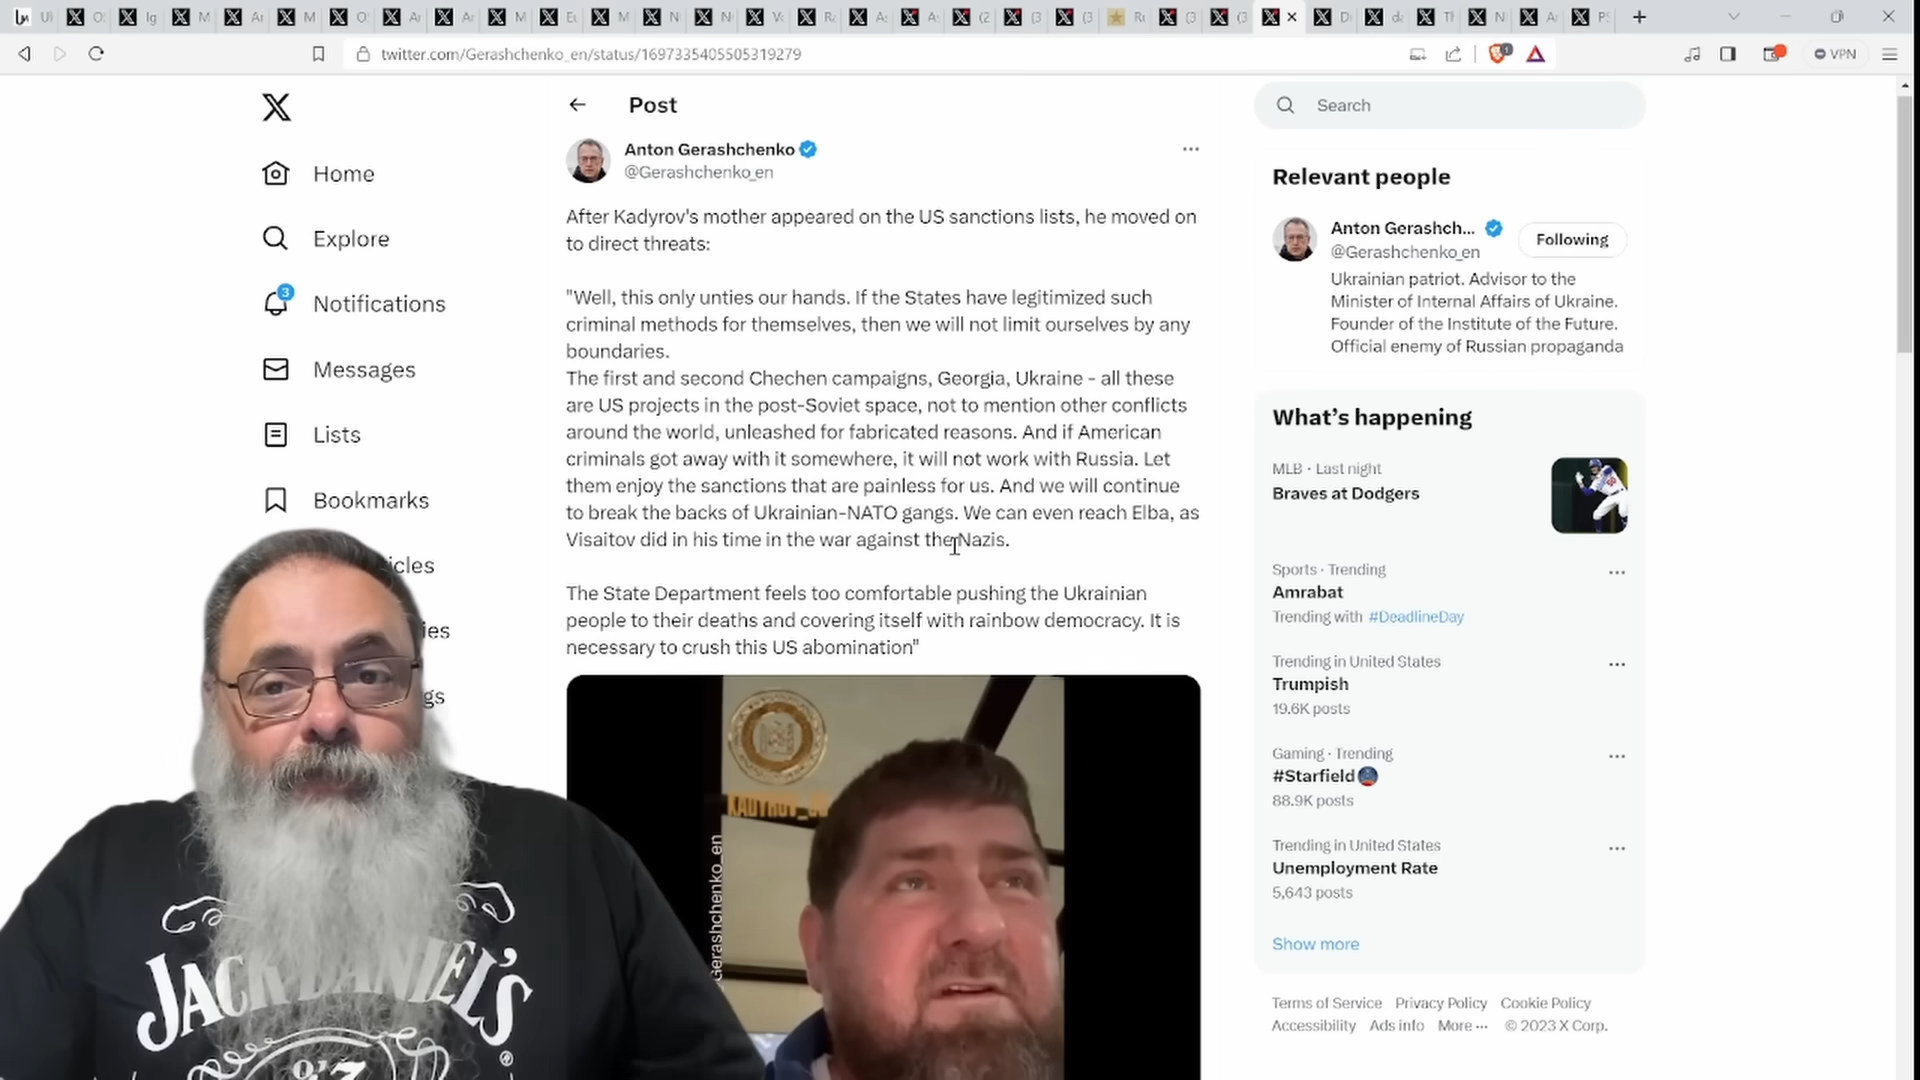 twitter.com/Gerashchenko_en/status/1697335405505319279
VPN
Home
Explore
Notifications
3
Messages
Lists
Bookmarks
Post
Anton Gerashchenko
@Gerashchenko_en
After Kadyrov's mother appeared on the US sanctions lists, he moved on
to direct threats:
"Well, this only unties our hands. If the States have legitimized such
criminal methods for themselves, then we will not limit ourselves by any
boundaries.
The first and second Chechen campaigns, Georgia, Ukraine - all these
are US projects in the post-Soviet space, not to mention other conflicts
around the world, unleashed for fabricated reasons. And if American
criminals got away with it somewhere, it will not work with Russia. Let
them enjoy the sanctions that are painless for us. And we will continue
to break the backs of Ukrainian-NATO gangs. We can even reach Elba, as
Visaitov did in his time in the war against the Nazis.
The State Department feels too comfortable pushing the Ukrainian
people to their deaths and covering itself with rainbow democracy. It is
necessary to crush this US abomination"
Gerashchenko_en
JACK DANIEL'S
Search
Relevant people
Anton Gerashch...
@Gerashchenko_en
Following
Ukrainian patriot. Advisor to the
Minister of Internal Affairs of Ukraine.
Founder of the Institute of the Future.
Official enemy of Russian propaganda
What's happening
MLB · Last night
Braves at Dodgers
Sports · Trending
Amrabat
Trending with #DeadlineDay
Trending in United States
Trumpish
19.6K posts
Gaming · Trending
#Starfield
88.9K posts
Trending in United States
Unemployment Rate
5,643 posts
Show more
Terms of Service Privacy Policy Cookie Policy
Accessibility Ads info More ··· © 2023 X Corp.